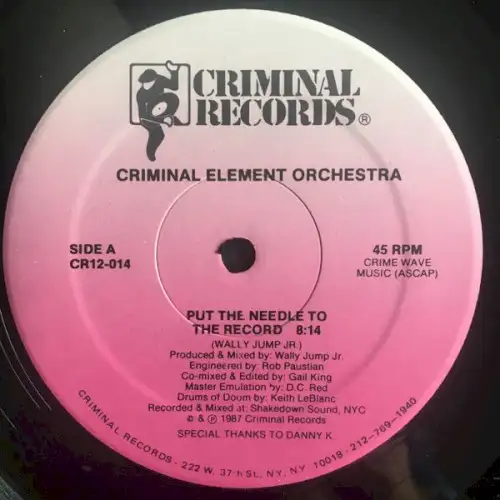 CRIMINAL
RECORDS®
CRIMINAL ELEMENT ORCHESTRA
SIDE A
CR12-014
45 RPM
CRIME WAVE
MUSIC (ASCAP)
PUT THE NEEDLE TO
THE RECORD 8:14
(WALLY JUMP JR.)
Produced & Mixed by: Wally Jump Jr.
Engineered by: Rob Paustian
Co-mixed & Edited by: Gail King
Master Emulation by: D.C. Red
Drums of Doom by: Keith LeBlanc
Recorded & Mixed at: Shakedown Sound, NYC
© & ℗ 1987 Criminal Records
SPECIAL THANKS TO DANNY K.
CRIMINAL RECORDS - 222 W. 37th St, NY, NY 10018 - 212-769-1940